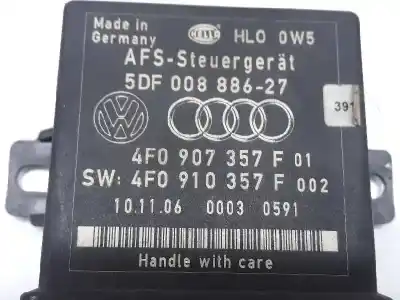 Made in
Germany
HELLA
HLO 0W5
AFS-Steuergerät
5DF 008 886-27
391
4F0 907 357 F 01
SW: 4F0 910 357 F 002
10.11.06 0003 0591
Handle with care